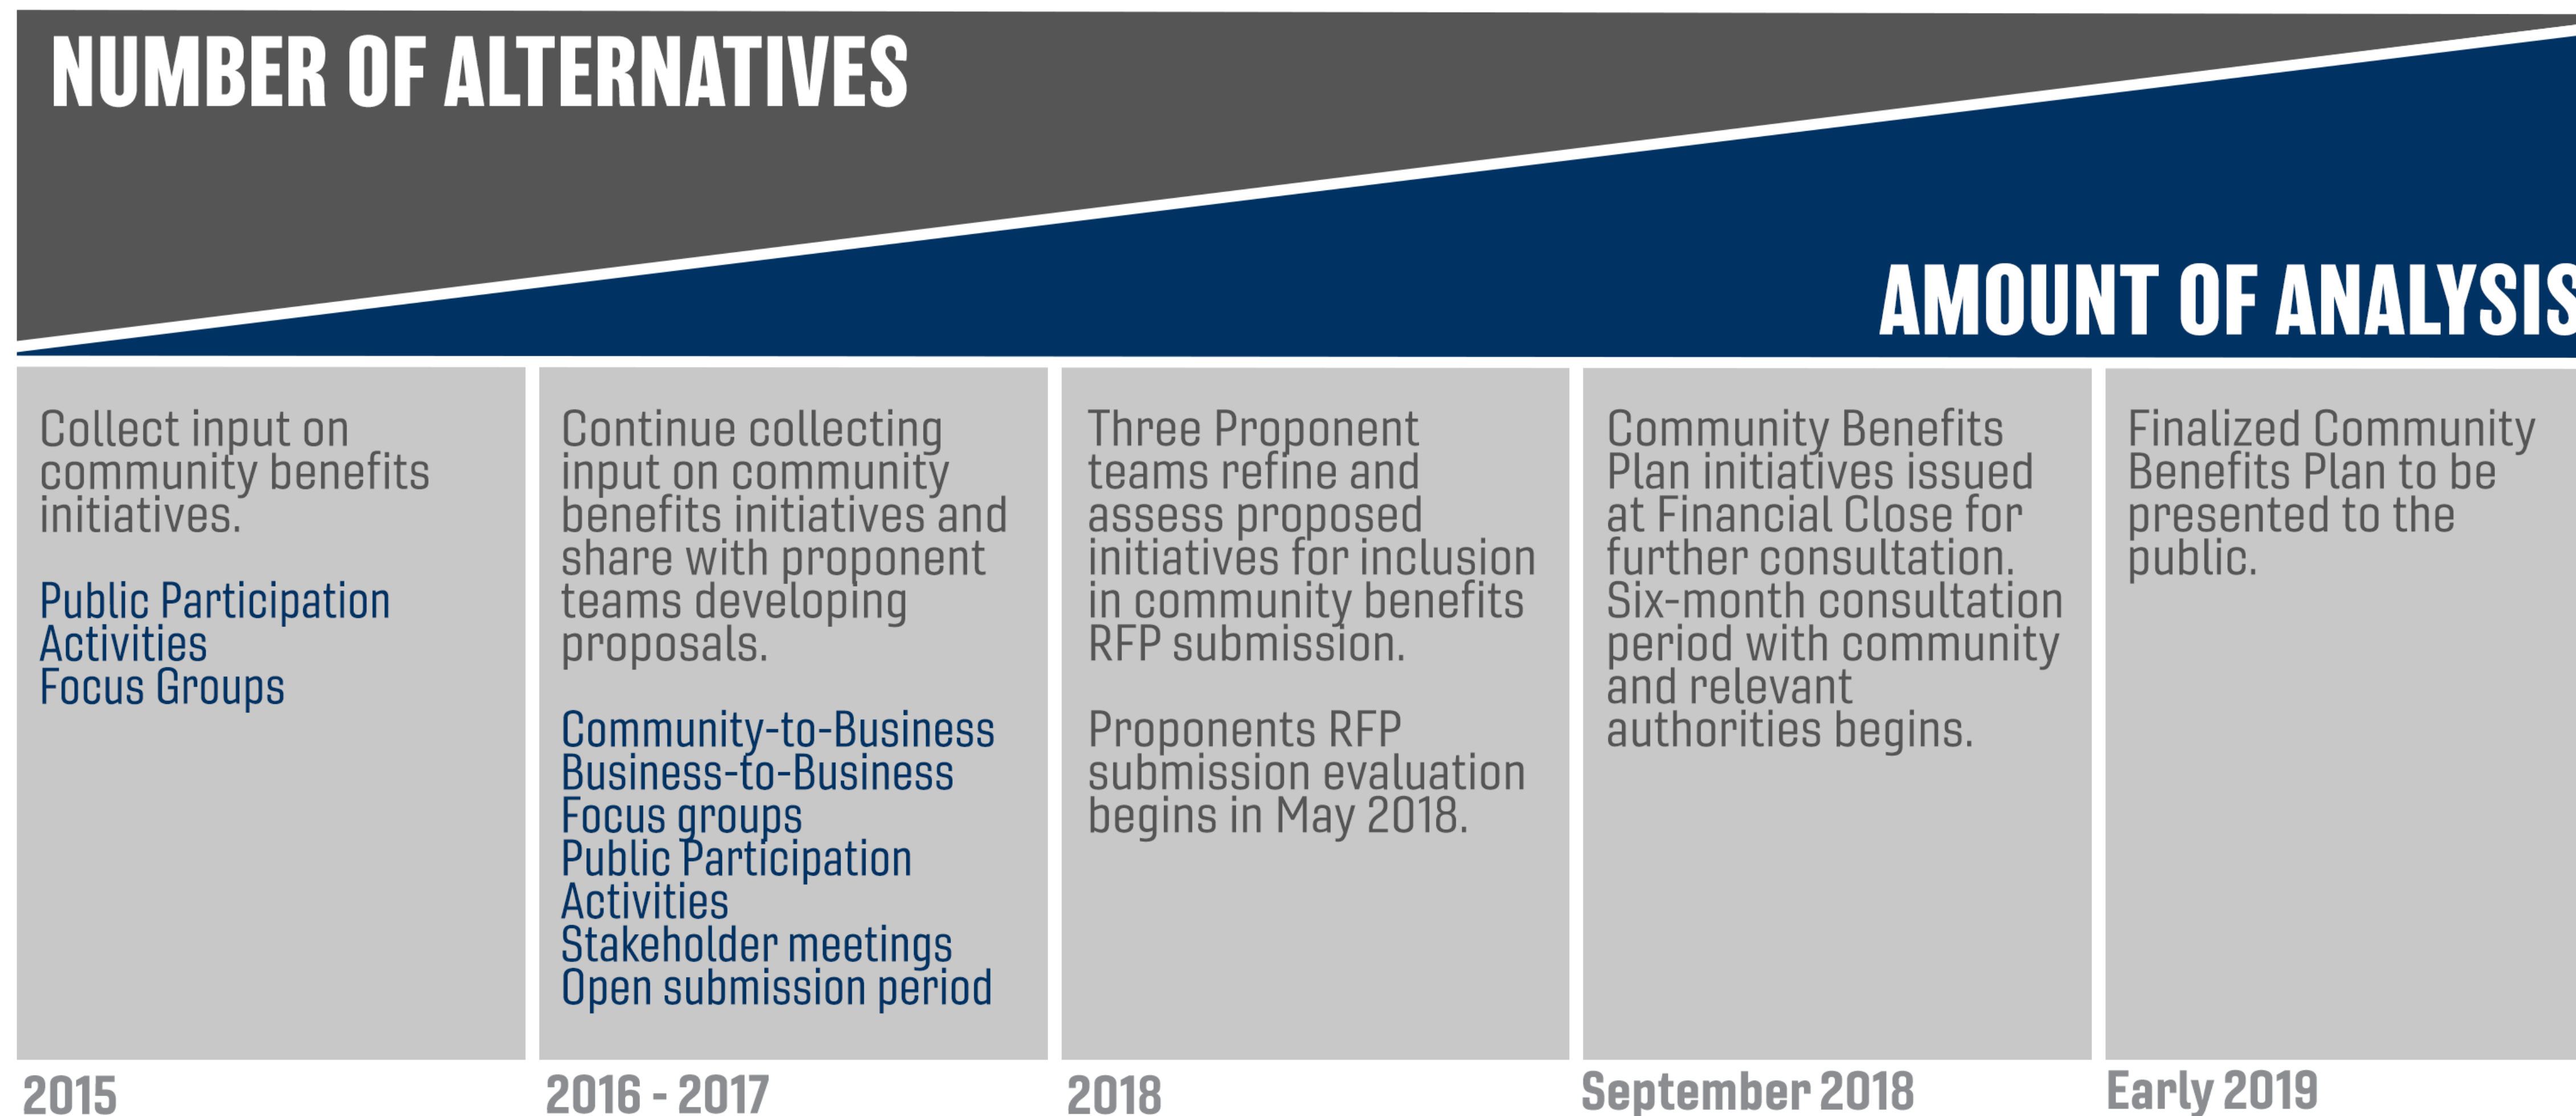 NUMBER OF ALTERNATIVES
AMOUNT OF ANALYSIS
Collect input on
community benefits
initiatives.
Public Participation
Activities
Focus Groups
2015
Continue collecting
input on community
benefits initiatives and
share with proponent
teams developing
proposals.
Community-to-Business
Business-to-Business
Focus groups
Public Participation
Activities
Stakeholder meetings
Open submission period
2016 - 2017
Three Proponent
teams refine and
assess proposed
initiatives for inclusion
in community benefits
RFP submission.
Proponents RFP
submission evaluation
begins in May 2018.
2018
Community Benefits
Plan initiatives issued
at Financial Close for
further consultation.
Six-month consultation
period with community
and relevant
authorities begins.
September 2018
Finalized Community
Benefits Plan to be
presented to the
public.
Early 2019